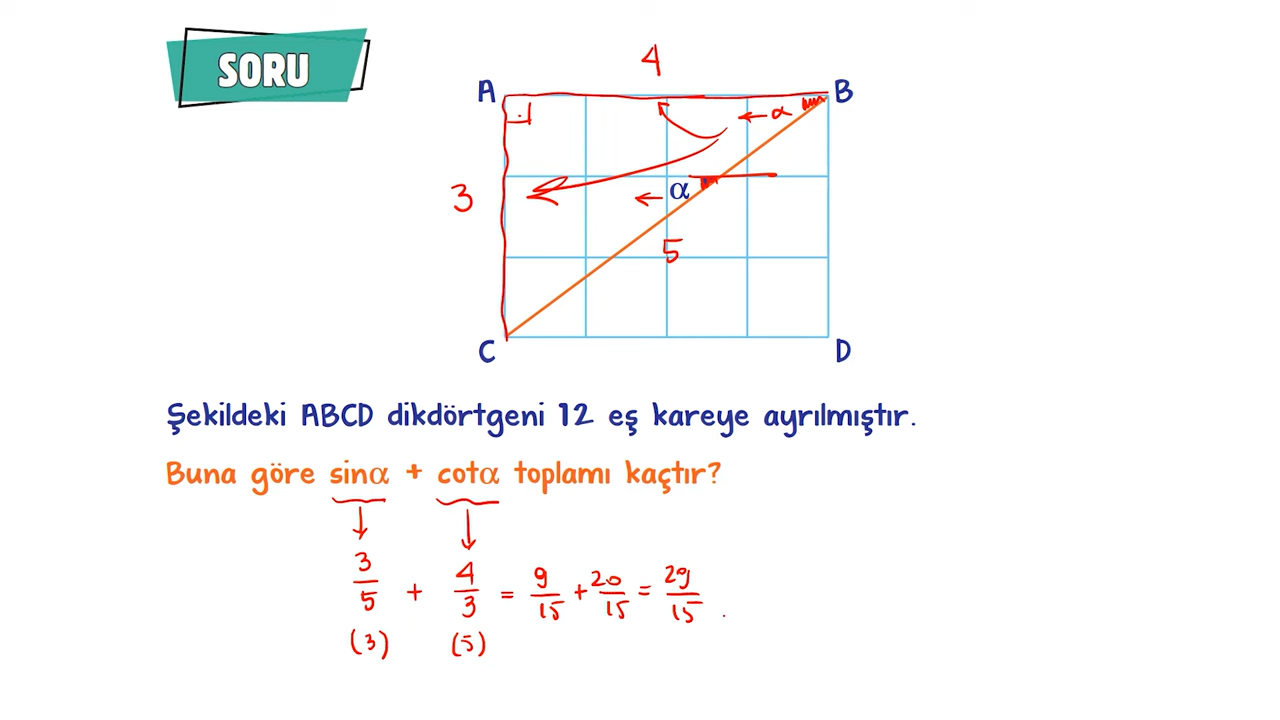 SORU
4
A
B
← α
3
← α
5
C
D
Şekildeki ABCD dikdörtgeni 12 eş kareye ayrılmıştır.
Buna göre sinα + cotα toplamı kaçtır?
3/5 + 4/3 = 9/15 + 20/15 = 29/15 .
(3) (5)